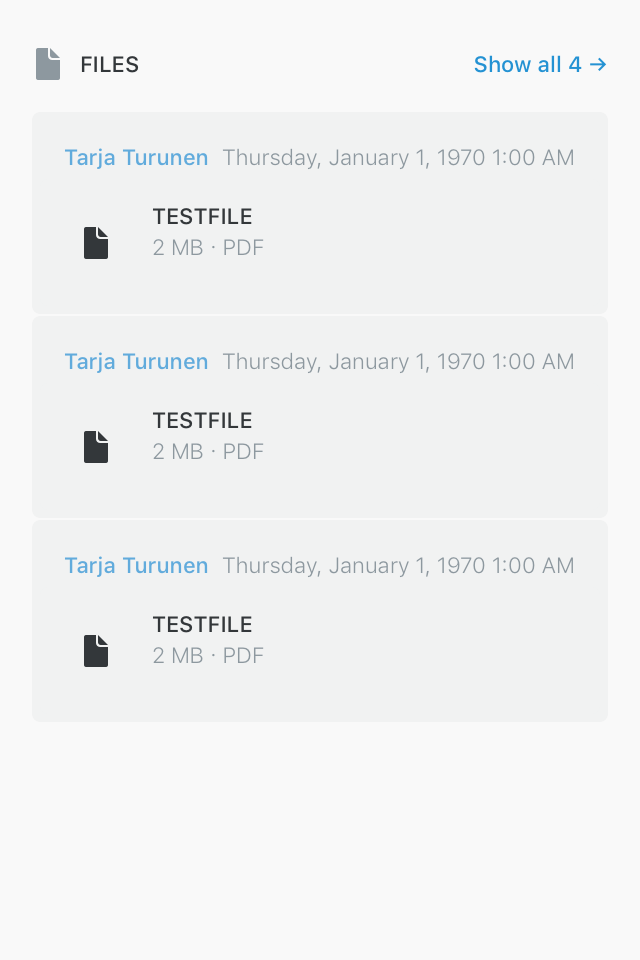 FILES Show all 4 →
Tarja Turunen Thursday, January 1, 1970 1:00 AM
TESTFILE
2 MB · PDF
Tarja Turunen Thursday, January 1, 1970 1:00 AM
TESTFILE
2 MB · PDF
Tarja Turunen Thursday, January 1, 1970 1:00 AM
TESTFILE
2 MB · PDF